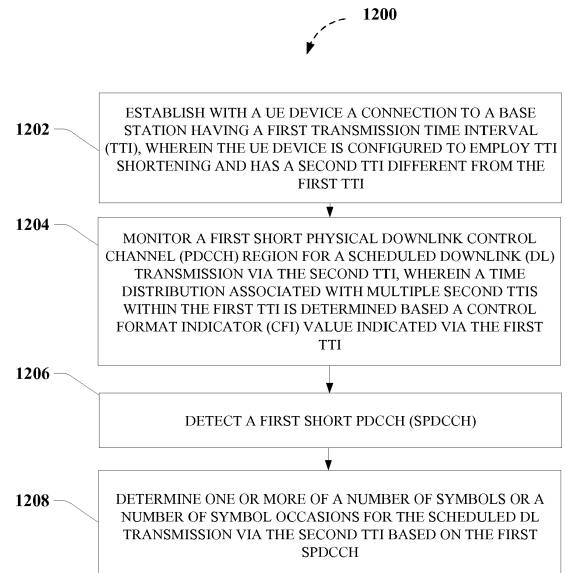 1200
1202
ESTABLISH WITH A UE DEVICE A CONNECTION TO A BASE
STATION HAVING A FIRST TRANSMISSION TIME INTERVAL
(TTI), WHEREIN THE UE DEVICE IS CONFIGURED TO EMPLOY TTI
SHORTENING AND HAS A SECOND TTI DIFFERENT FROM THE
FIRST TTI
1204
MONITOR A FIRST SHORT PHYSICAL DOWNLINK CONTROL
CHANNEL (PDCCH) REGION FOR A SCHEDULED DOWNLINK (DL)
TRANSMISSION VIA THE SECOND TTI, WHEREIN A TIME
DISTRIBUTION ASSOCIATED WITH MULTIPLE SECOND TTIS
WITHIN THE FIRST TTI IS DETERMINED BASED A CONTROL
FORMAT INDICATOR (CFI) VALUE INDICATED VIA THE FIRST
TTI
1206
DETECT A FIRST SHORT PDCCH (SPDCCH)
1208
DETERMINE ONE OR MORE OF A NUMBER OF SYMBOLS OR A
NUMBER OF SYMBOL OCCASIONS FOR THE SCHEDULED DL
TRANSMISSION VIA THE SECOND TTI BASED ON THE FIRST
SPDCCH